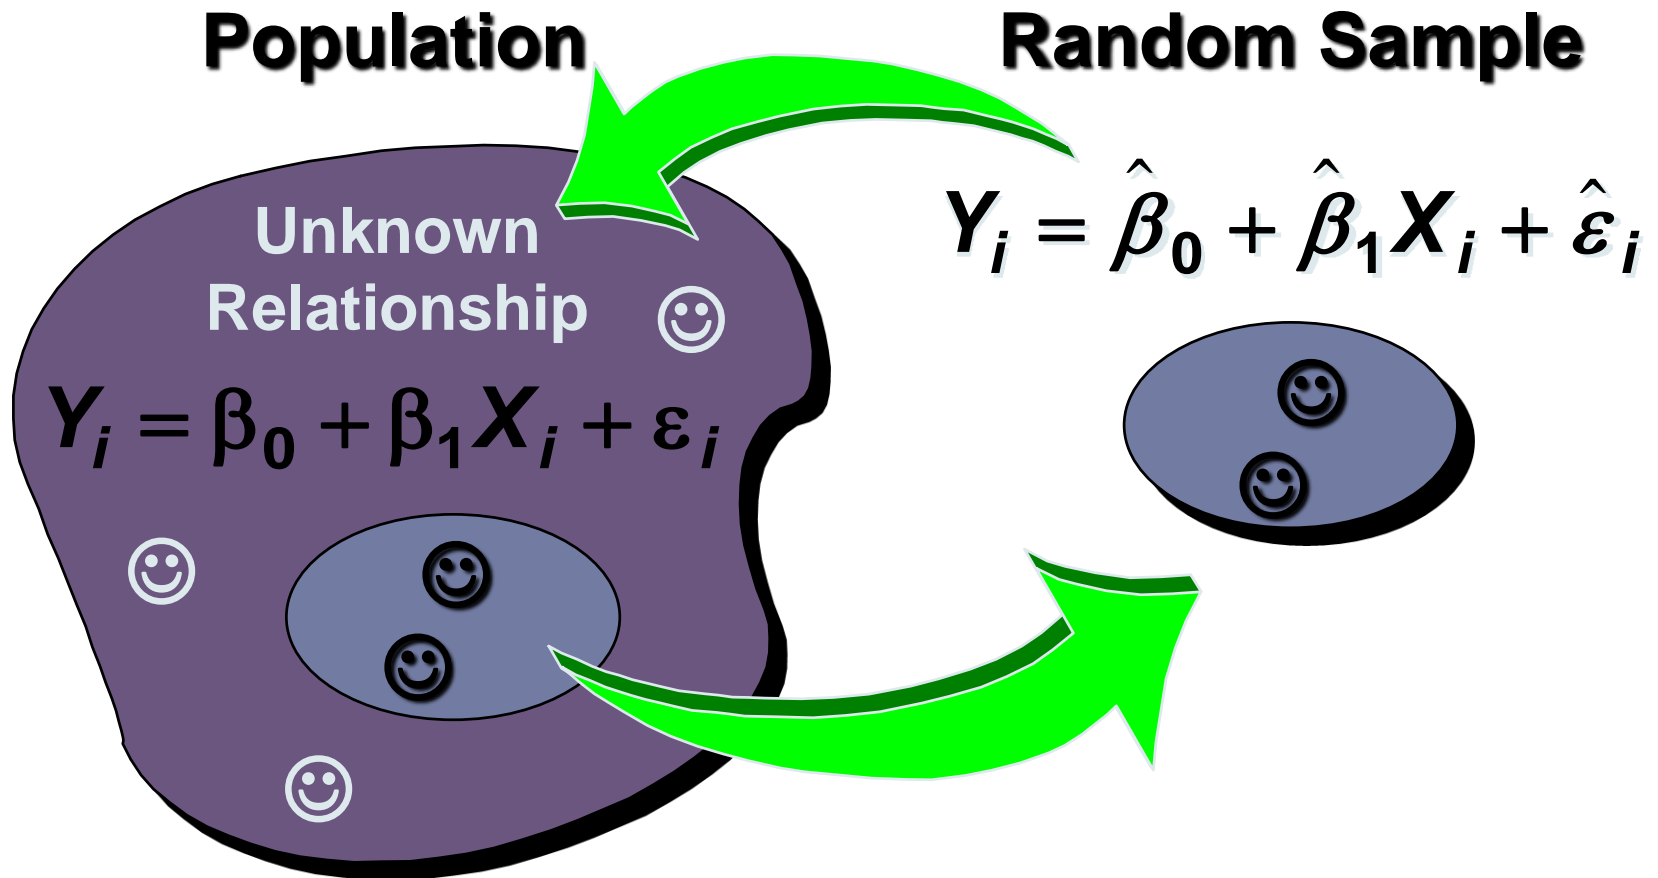 Population
Random Sample
Unknown
Relationship
Yᵢ = β₀ + β₁Xᵢ + εᵢ
Yᵢ = β̂₀ + β̂₁Xᵢ + ε̂ᵢ